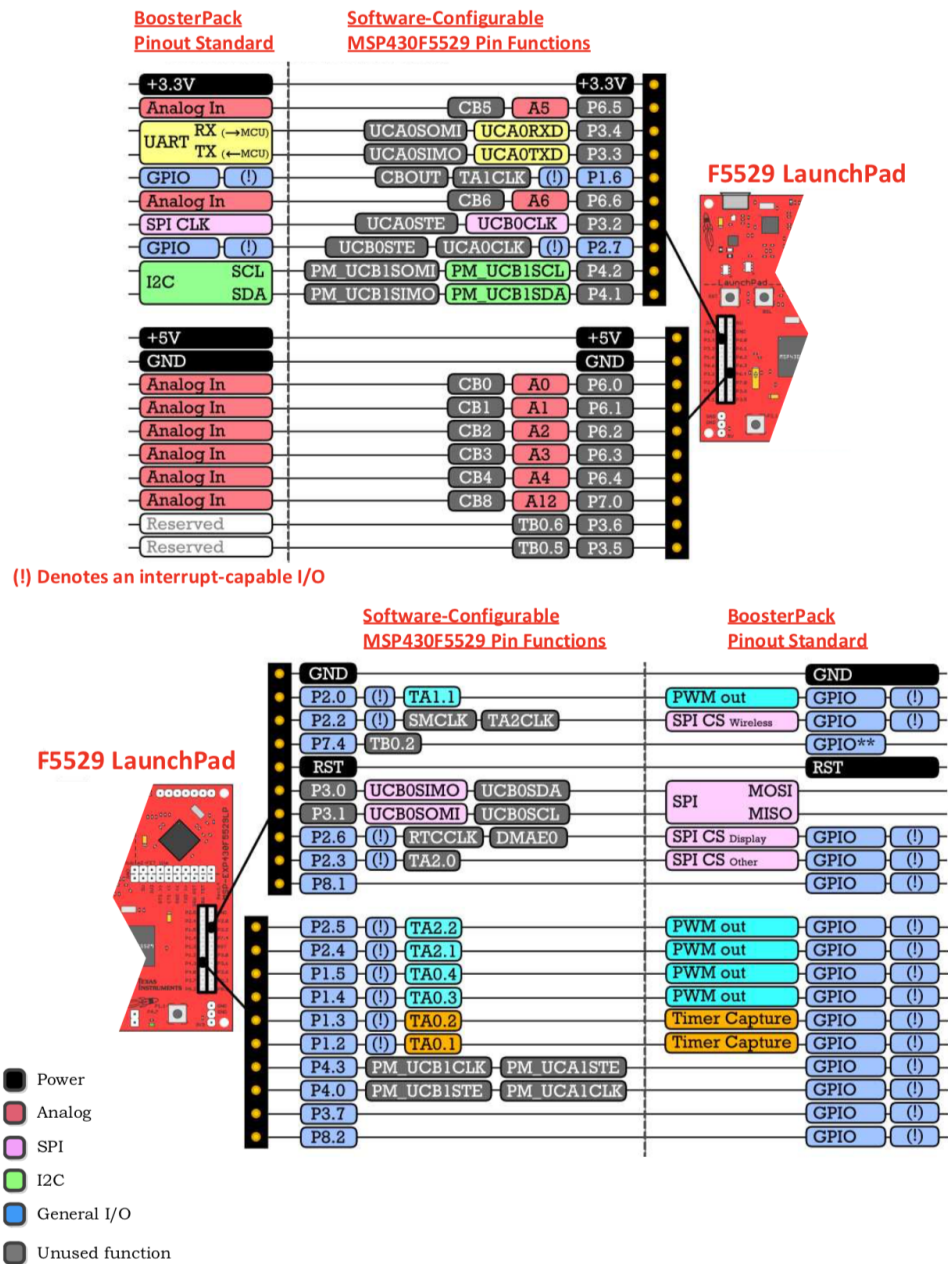 BoosterPack Software-Configurable
Pinout Standard MSP430F5529 Pin Functions
+3.3V +3.3V
Analog In CB5 A5 P6.5
UART RX (→MCU) UCA0SOMI UCA0RXD P3.4
TX (←MCU) UCA0SIMO UCA0TXD P3.3
GPIO (!) CBOUT TA1CLK (!) P1.6
Analog In CB6 A6 P6.6
SPI CLK UCA0STE UCB0CLK P3.2
GPIO (!) UCB0STE UCA0CLK (!) P2.7
I2C SCL PM_UCB1SOMI PM_UCB1SCL P4.2
SDA PM_UCB1SIMO PM_UCB1SDA P4.1
F5529 LaunchPad
LaunchPad
+5V +5V
GND GND
Analog In CB0 A0 P6.0
Analog In CB1 A1 P6.1
Analog In CB2 A2 P6.2
Analog In CB3 A3 P6.3
Analog In CB4 A4 P6.4
Analog In CB8 A12 P7.0
Reserved TB0.6 P3.6
Reserved TB0.5 P3.5
(!) Denotes an interrupt-capable I/O
Software-Configurable BoosterPack
MSP430F5529 Pin Functions Pinout Standard
GND GND
P2.0 (!) TA1.1 PWM out GPIO (!)
P2.2 (!) SMCLK TA2CLK SPI CS Wireless GPIO (!)
P7.4 TB0.2 GPIO**
RST RST
P3.0 UCB0SIMO UCB0SDA SPI MOSI
P3.1 UCB0SOMI UCB0SCL MISO
P2.6 (!) RTCCLK DMAE0 SPI CS Display GPIO (!)
P2.3 (!) TA2.0 SPI CS Other GPIO (!)
P8.1 GPIO (!)
F5529 LaunchPad
P2.5 (!) TA2.2 PWM out GPIO (!)
P2.4 (!) TA2.1 PWM out GPIO (!)
P1.5 (!) TA0.4 PWM out GPIO (!)
P1.4 (!) TA0.3 PWM out GPIO (!)
P1.3 (!) TA0.2 Timer Capture GPIO (!)
P1.2 (!) TA0.1 Timer Capture GPIO (!)
P4.3 PM_UCB1CLK PM_UCA1STE GPIO (!)
P4.0 PM_UCB1STE PM_UCA1CLK GPIO (!)
P3.7 GPIO (!)
P8.2 GPIO (!)
TEXAS
INSTRUMENTS
Power
Analog
SPI
I2C
General I/O
Unused function